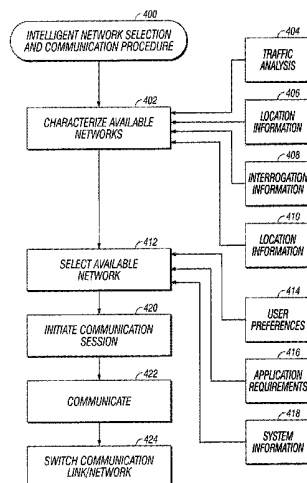 400
INTELLIGENT NETWORK SELECTION
AND COMMUNICATION PROCEDURE
404
TRAFFIC
ANALYSIS
402
CHARACTERIZE AVAILABLE
NETWORKS
406
LOCATION
INFORMATION
408
INTERROGATION
INFORMATION
410
LOCATION
INFORMATION
412
SELECT AVAILABLE
NETWORK
414
USER
PREFERENCES
420
INITIATE COMMUNICATION
SESSION
416
APPLICATION
REQUIREMENTS
422
COMMUNICATE
418
SYSTEM
INFORMATION
424
SWITCH COMMUNICATION
LINK/NETWORK